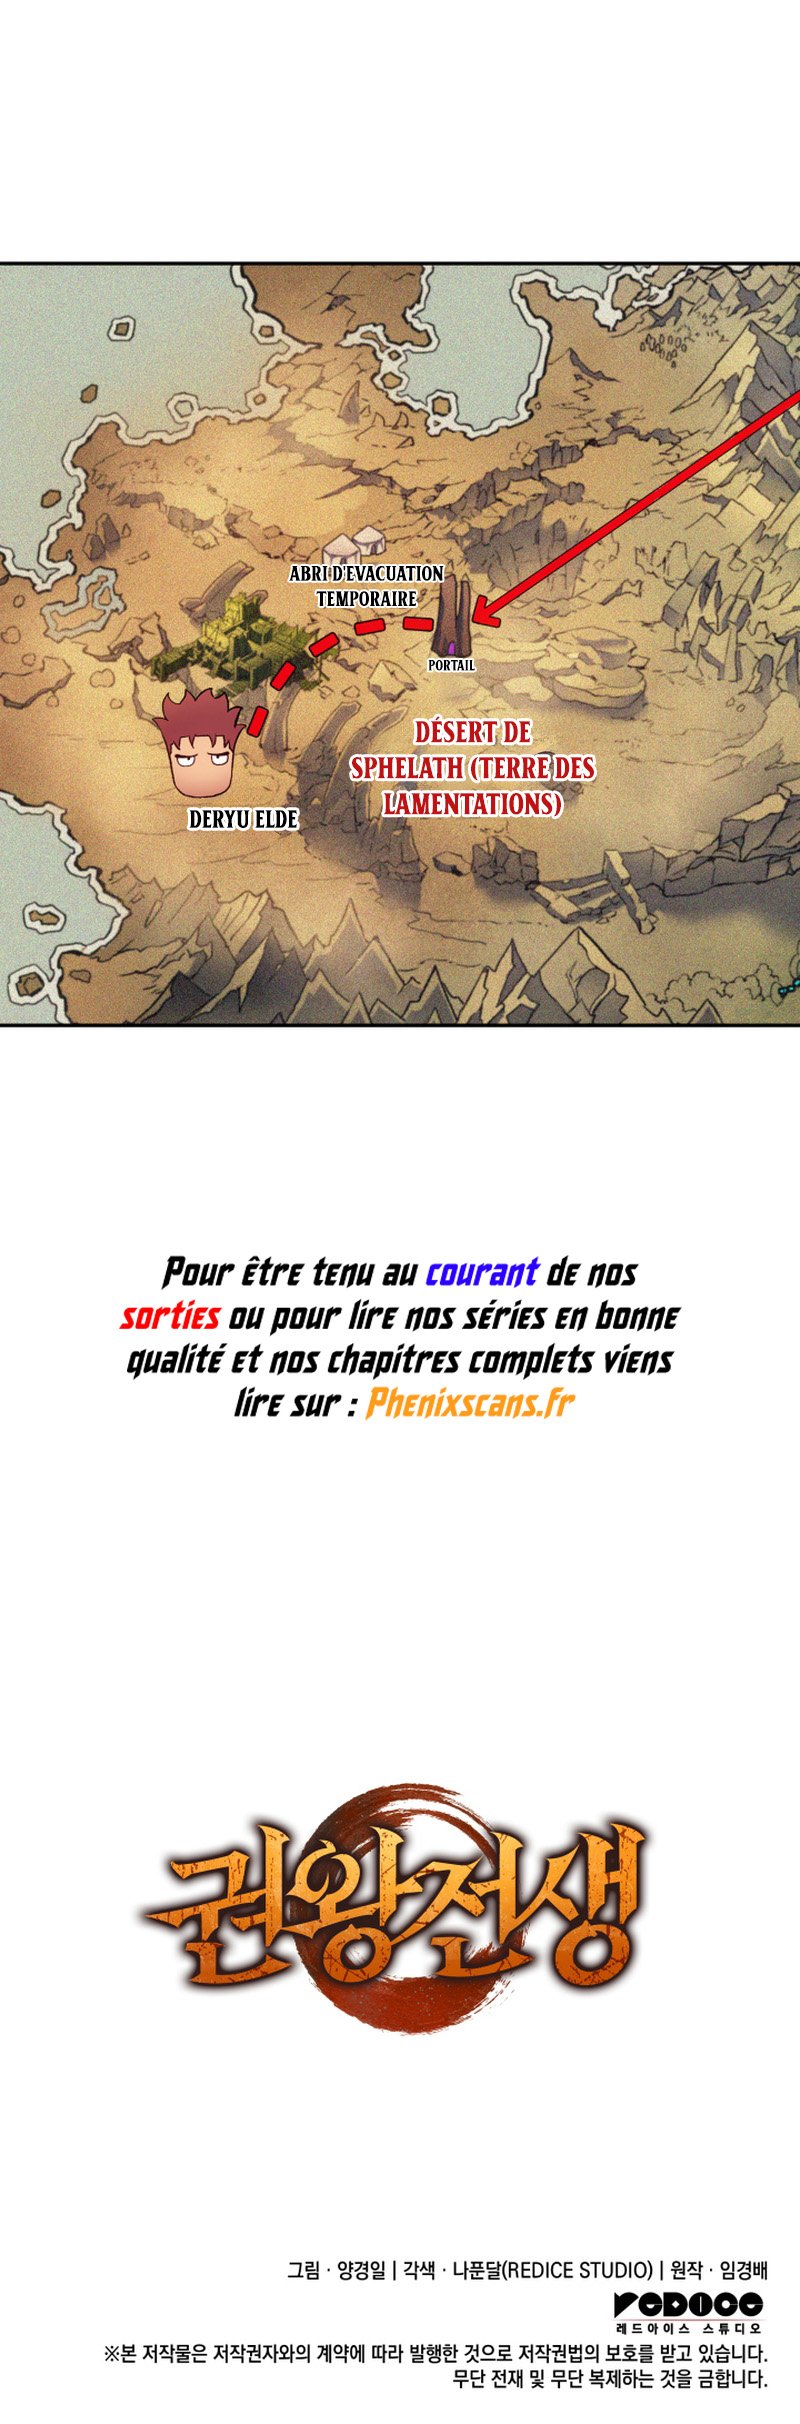 ABRI D'EVACUATION
TEMPORAIRE
PORTAIL
DÉSERT DE
SPHELATH (TERRE DES
LAMENTATIONS)
DERYU ELDE
Pour être tenu au courant de nos
sorties ou pour lire nos séries en bonne
qualité et nos chapitres complets viens
lire sur : Phenixscans.fr
권왕전생
그림 · 양경일 | 각색 · 나푼달(REDICE STUDIO) | 원작 · 임경배
REDICE
레드아이스 스튜디오
※본 저작물은 저작권자와의 계약에 따라 발행한 것으로 저작권법의 보호를 받고 있습니다.
무단 전재 및 무단 복제하는 것을 금합니다.